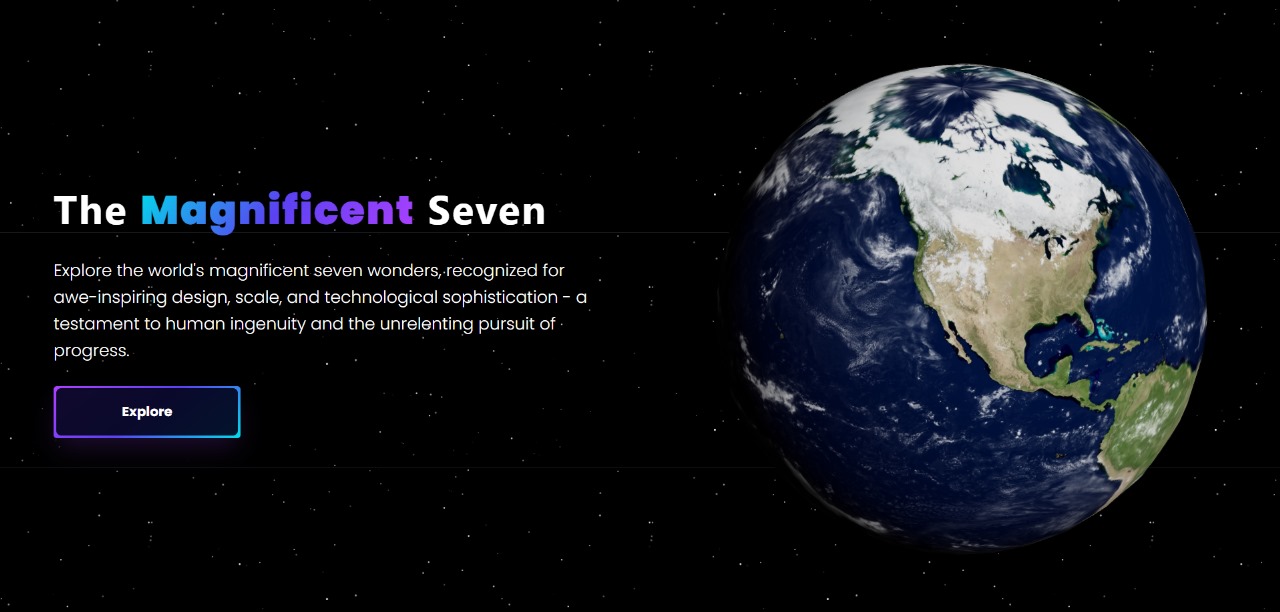 The Magnificent Seven
Explore the world's magnificent seven wonders, recognized for
awe-inspiring design, scale, and technological sophistication - a
testament to human ingenuity and the unrelenting pursuit of
progress.
Explore